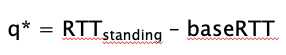 q* = RTTstanding – baseRTT